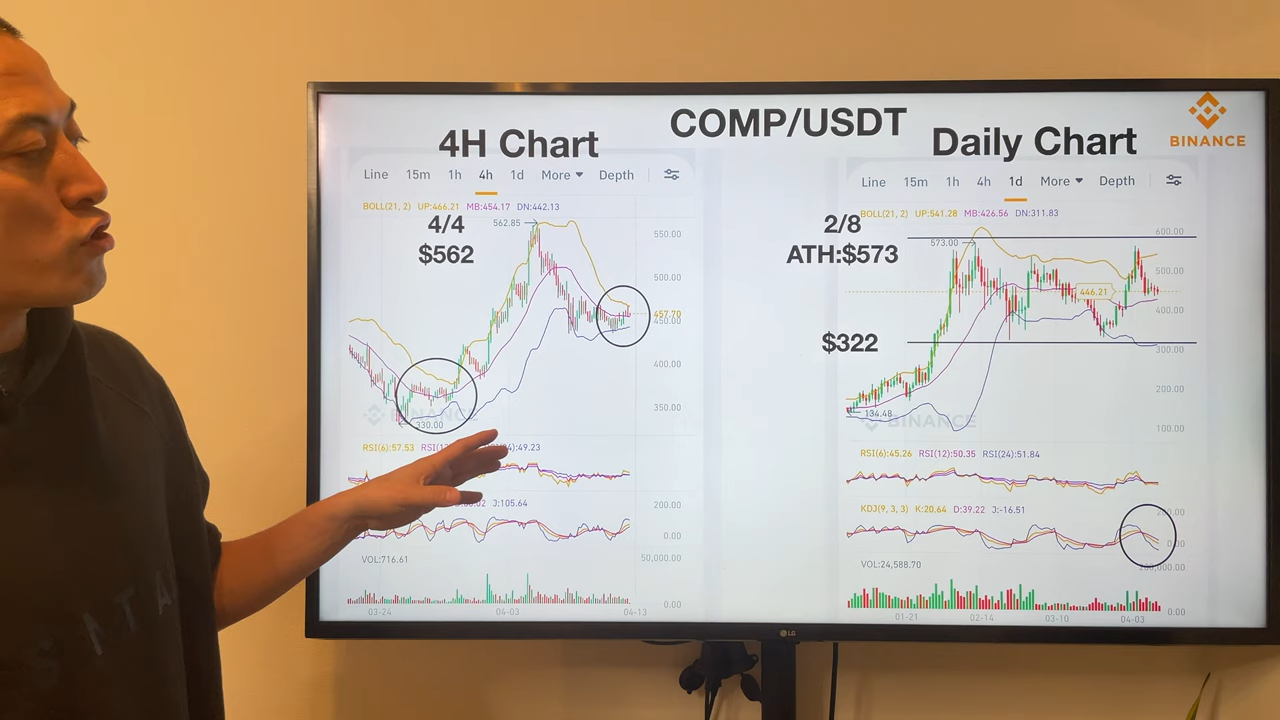 COMP/USDT
BINANCE
4H Chart
Line 15m 1h 4h 1d More Depth
BOLL(21, 2) UP:466.21 MB:454.17 DN:442.13
4/4
$562
562.85
550.00
500.00
457.70
450.00
400.00
350.00
BINANCE
330.00
RSI(6):57.53 49.23
200.00
J:105.64
0.00
VOL:716.61
50,000.00
0.00
03-24 04-03 04-13
Daily Chart
Line 15m 1h 4h 1d More Depth
BOLL(21, 2) UP:541.28 MB:426.56 DN:311.83
2/8
ATH:$573
573.00
600.00
500.00
446.21
400.00
$322
300.00
200.00
134.48
BINANCE
100.00
RSI(6):45.26 RSI(12):50.35 RSI(24):51.84
KDJ(9, 3, 3) K:20.64 D:39.22 J:-16.51
0.00
VOL:24,588.70
0.00
01-21 02-14 03-10 04-03
LG